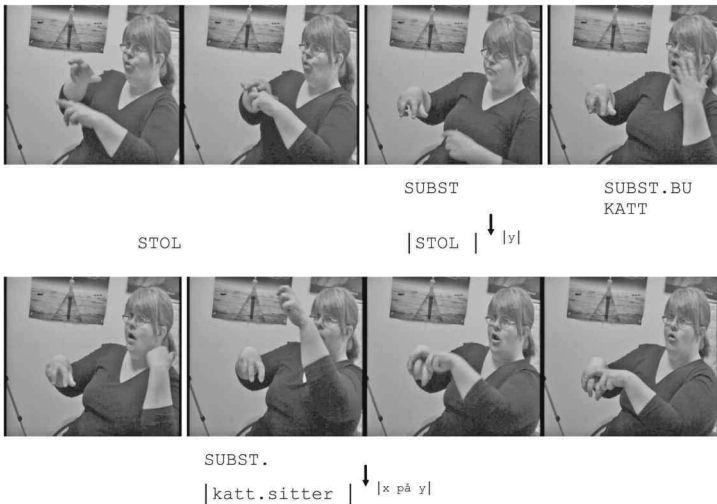 SUBST SUBST.BU
KATT
STOL |STOL | |y|
SUBST.
|katt.sitter | |x på y|